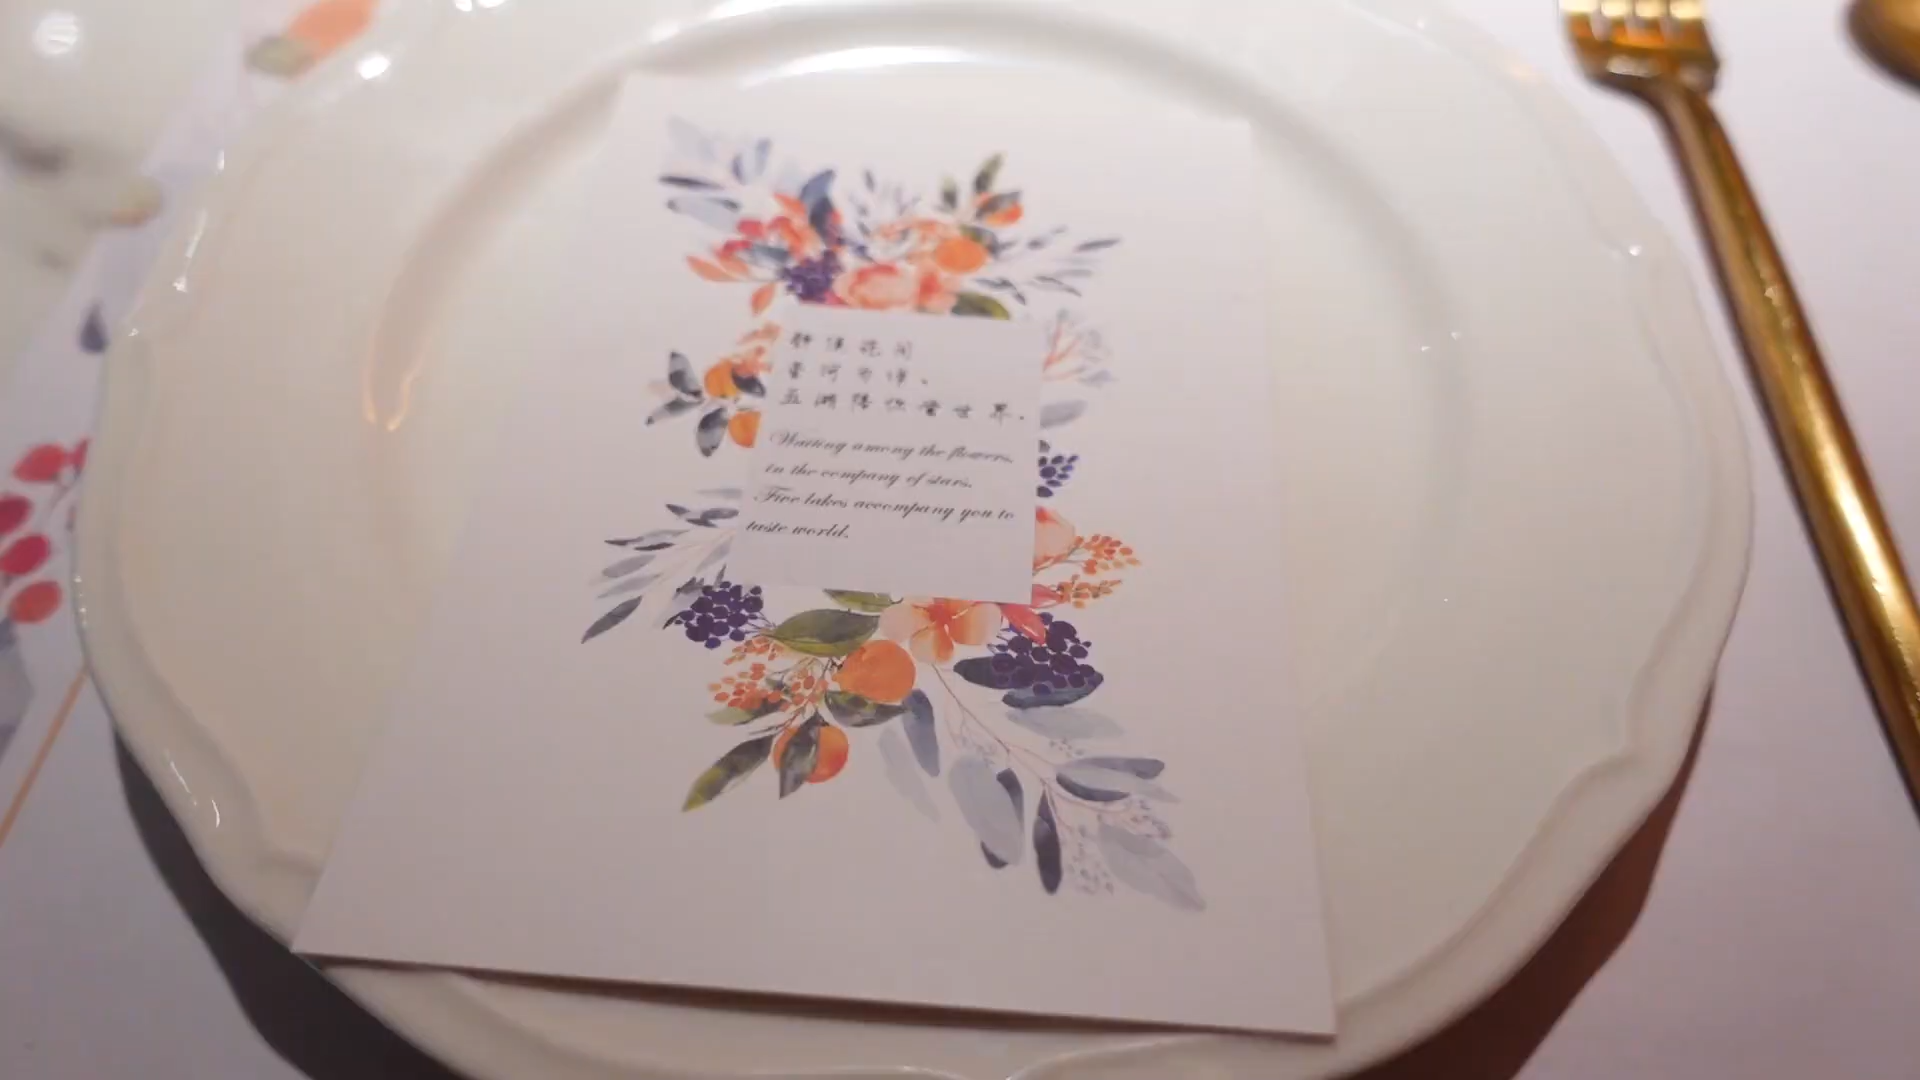 静候花间
星河为伴、
五湖陪你尝世界.
Waiting among the flowers,
in the company of stars.
Five lakes accompany you to
taste world.